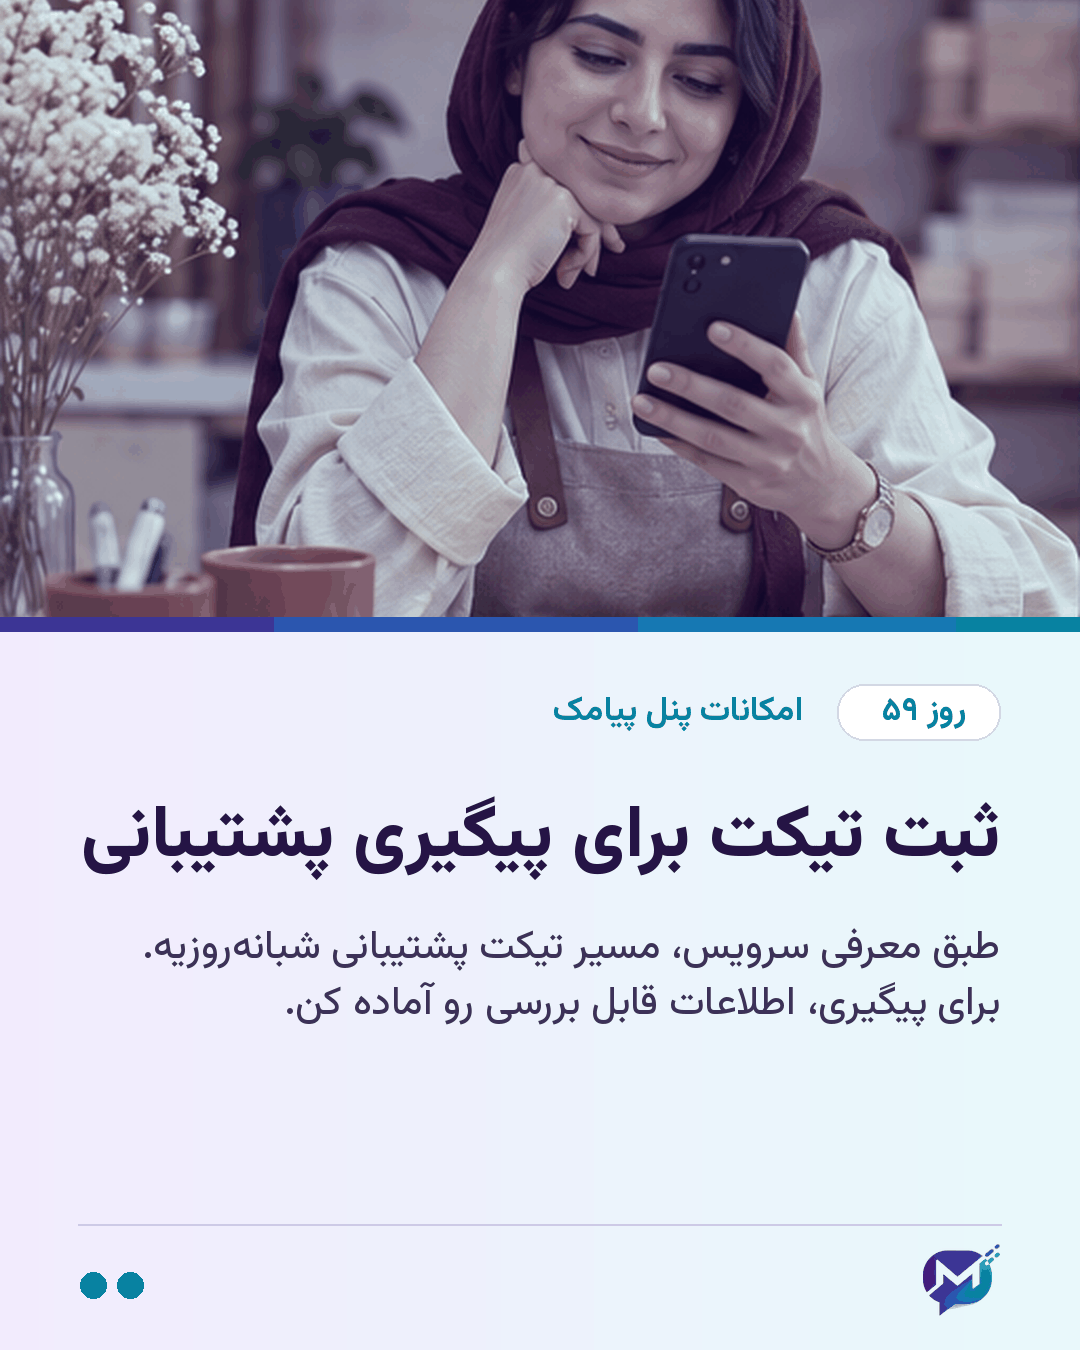 روز ۵۹
امکانات پنل پیامک
ثبت تیکت برای پیگیری پشتیبانی
طبق معرفی سرویس، مسیر تیکت پشتیبانی شبانه‌روزیه.
برای پیگیری، اطلاعات قابل بررسی رو آماده کن.